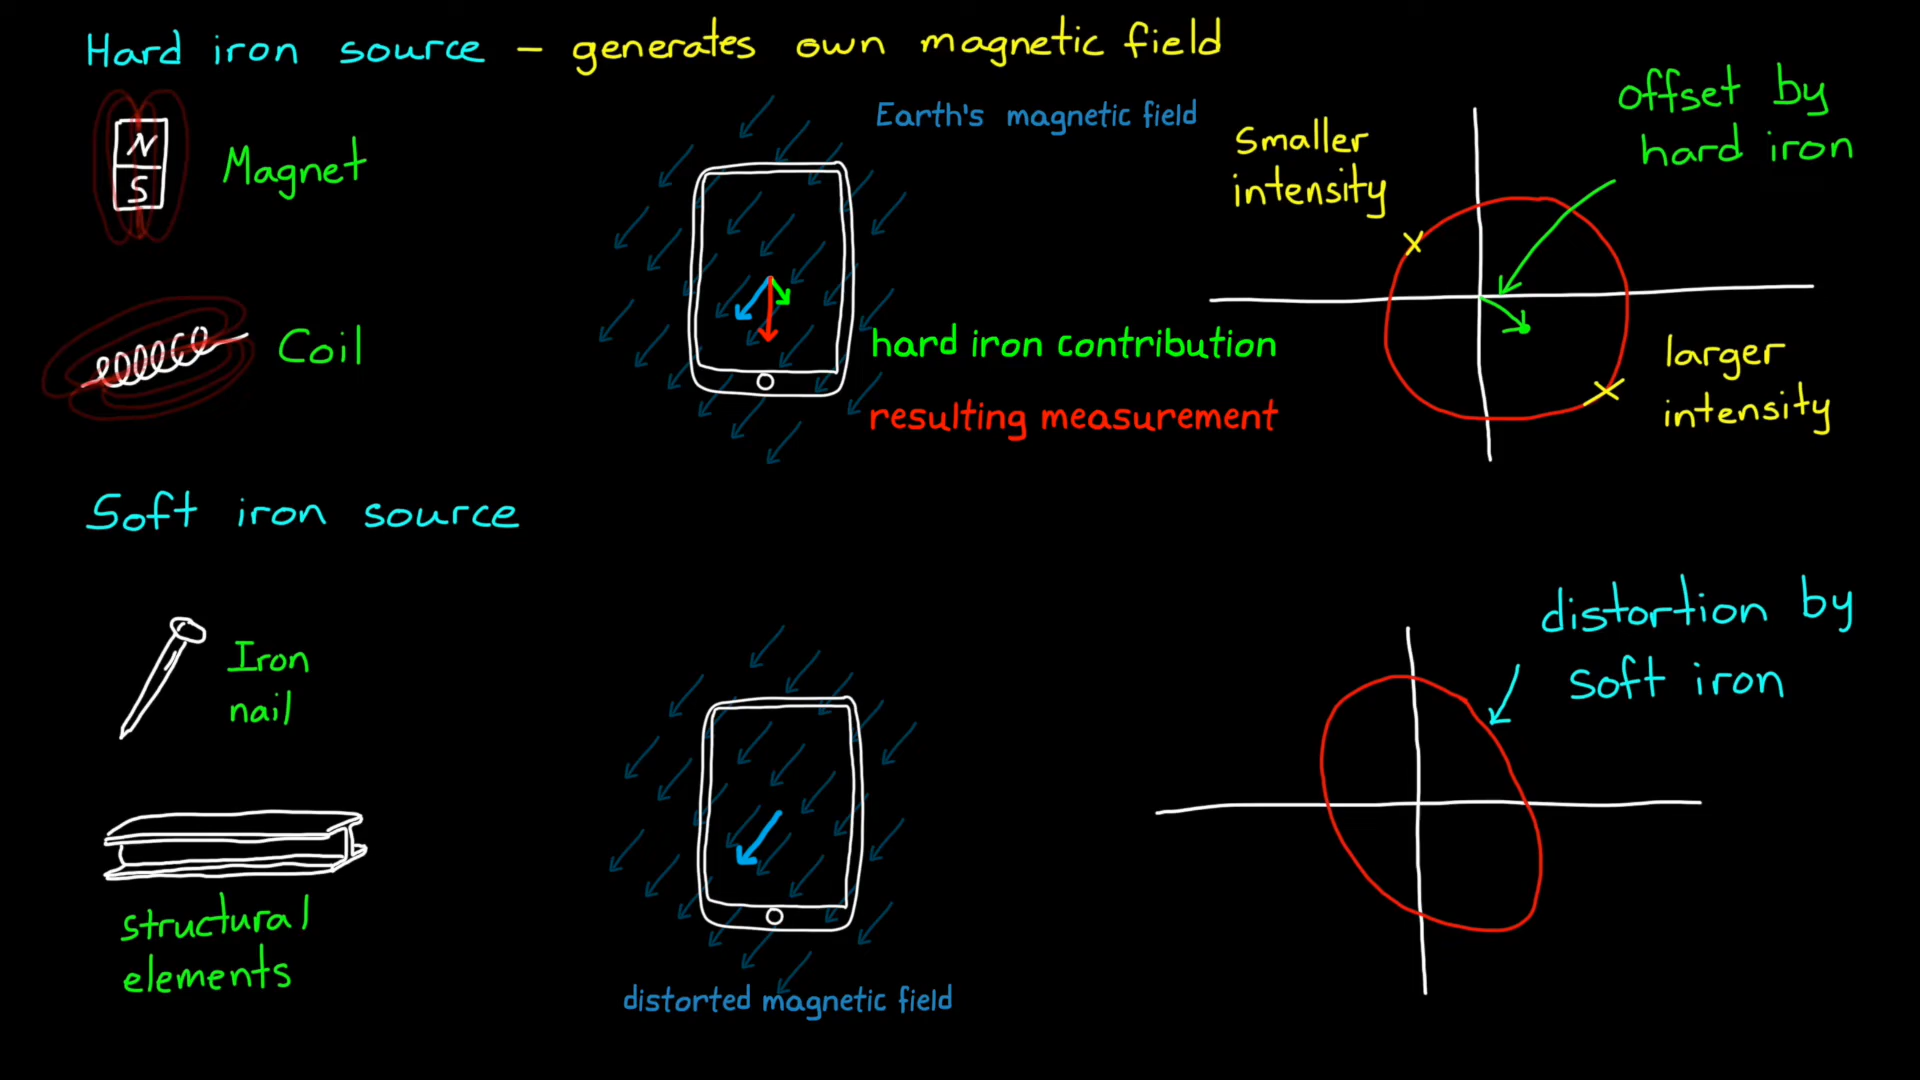 Hard iron source – generates own magnetic field
N
S
Magnet
Coil
Earth's magnetic field
hard iron contribution
resulting measurement
Smaller
intensity
offset by
hard iron
larger
intensity
Soft iron source
Iron
nail
structural
elements
distorted magnetic field
distortion by
soft iron